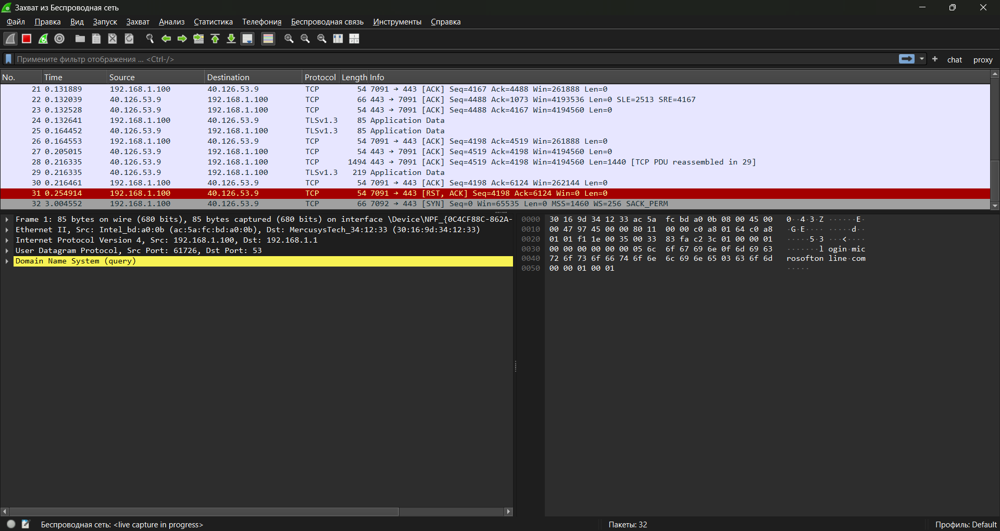 Захват из Беспроводная сеть
Файл Правка Вид Запуск Захват Анализ Статистика Телефония Беспроводная связь Инструменты Справка
Примените фильтр отображения ... <Ctrl-/> + chat proxy
No. Time Source Destination Protocol Length Info
21 0.131889 192.168.1.100 40.126.53.9 TCP 54 7091 → 443 [ACK] Seq=4167 Ack=4488 Win=261888 Len=0
22 0.132039 40.126.53.9 192.168.1.100 TCP 66 443 → 7091 [ACK] Seq=4488 Ack=1073 Win=4193536 Len=0 SLE=2513 SRE=4167
23 0.132528 40.126.53.9 192.168.1.100 TCP 54 443 → 7091 [ACK] Seq=4488 Ack=4167 Win=4194560 Len=0
24 0.132641 192.168.1.100 40.126.53.9 TLSv1.3 85 Application Data
25 0.164452 40.126.53.9 192.168.1.100 TLSv1.3 85 Application Data
26 0.164553 192.168.1.100 40.126.53.9 TCP 54 7091 → 443 [ACK] Seq=4198 Ack=4519 Win=261888 Len=0
27 0.205015 40.126.53.9 192.168.1.100 TCP 54 443 → 7091 [ACK] Seq=4519 Ack=4198 Win=4194560 Len=0
28 0.216335 40.126.53.9 192.168.1.100 TCP 1494 443 → 7091 [ACK] Seq=4519 Ack=4198 Win=4194560 Len=1440 [TCP PDU reassembled in 29]
29 0.216335 40.126.53.9 192.168.1.100 TLSv1.3 219 Application Data
30 0.216461 192.168.1.100 40.126.53.9 TCP 54 7091 → 443 [ACK] Seq=4198 Ack=6124 Win=262144 Len=0
31 0.254914 192.168.1.100 40.126.53.9 TCP 54 7091 → 443 [RST, ACK] Seq=4198 Ack=6124 Win=0 Len=0
32 3.004552 192.168.1.100 40.126.53.9 TCP 66 7092 → 443 [SYN] Seq=0 Win=65535 Len=0 MSS=1460 WS=256 SACK_PERM
Frame 1: 85 bytes on wire (680 bits), 85 bytes captured (680 bits) on interface \Device\NPF_{0C4CF88C-862A-
Ethernet II, Src: Intel_bd:a0:0b (ac:5a:fc:bd:a0:0b), Dst: MercusysTech_34:12:33 (30:16:9d:34:12:33)
Internet Protocol Version 4, Src: 192.168.1.100, Dst: 192.168.1.1
User Datagram Protocol, Src Port: 61726, Dst Port: 53
Domain Name System (query)
0000 30 16 9d 34 12 33 ac 5a fc bd a0 0b 08 00 45 00 0··4·3·Z ······E·
0010 00 47 97 45 00 00 80 11 00 00 c0 a8 01 64 c0 a8 ·G·E···· ·····d··
0020 01 01 f1 1e 00 35 00 33 83 fa c2 3c 01 00 00 01 ·····5·3 ···<····
0030 00 00 00 00 00 00 05 6c 6f 67 69 6e 0f 6d 69 63 ·······l ogin·mic
0040 72 6f 73 6f 66 74 6f 6e 6c 69 6e 65 03 63 6f 6d rosofton line·com
0050 00 00 01 00 01 ·····
Беспроводная сеть: <live capture in progress> Пакеты: 32 Профиль: Default